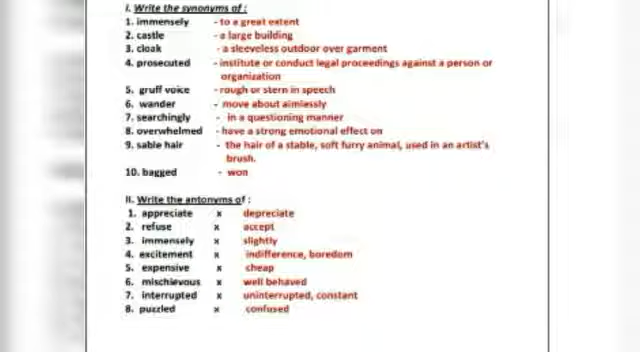 I. Write the synonyms of :
1. immensely - to a great extent
2. castle - a large building
3. cloak - a sleeveless outdoor over garment
4. prosecuted - institute or conduct legal proceedings against a person or
organization
5. gruff voice - rough or stern in speech
6. wander - move about aimlessly
7. searchingly - in a questioning manner
8. overwhelmed - have a strong emotional effect on
9. sable hair - the hair of a stable, soft furry animal, used in an artist's
brush.
10. bagged - won
II. Write the antonyms of :
1. appreciate x depreciate
2. refuse x accept
3. immensely x slightly
4. excitement x indifference, boredom
5. expensive x cheap
6. mischievous x well behaved
7. interrupted x uninterrupted, constant
8. puzzled x confused